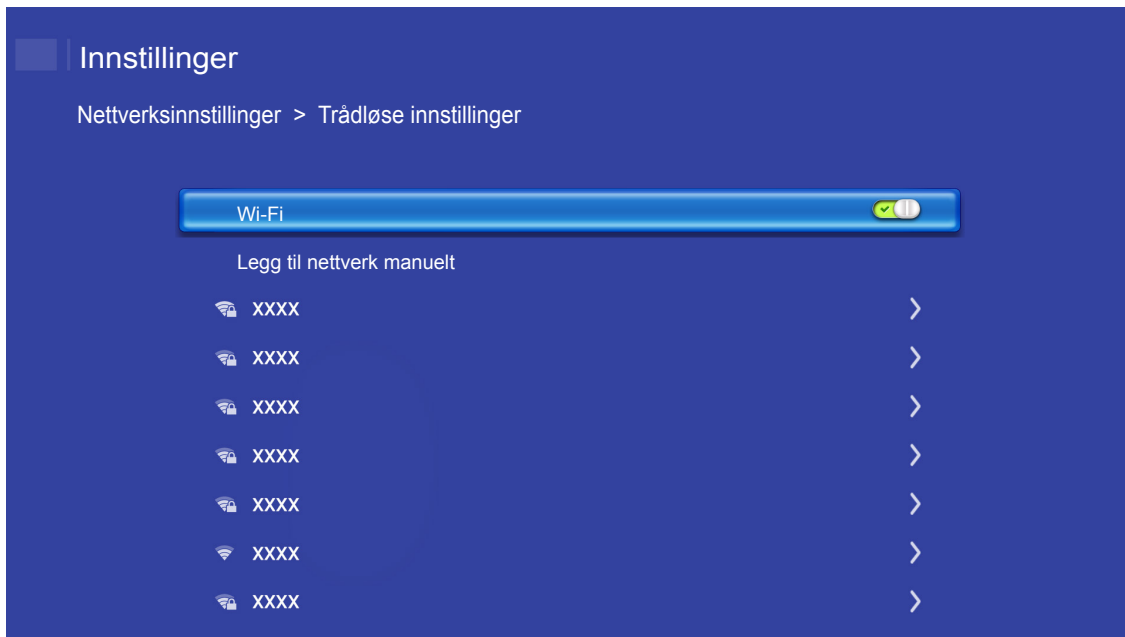 Innstillinger
Nettverksinnstillinger > Trådløse innstillinger
Wi-Fi
Legg til nettverk manuelt
XXXX
XXXX
XXXX
XXXX
XXXX
XXXX
XXXX